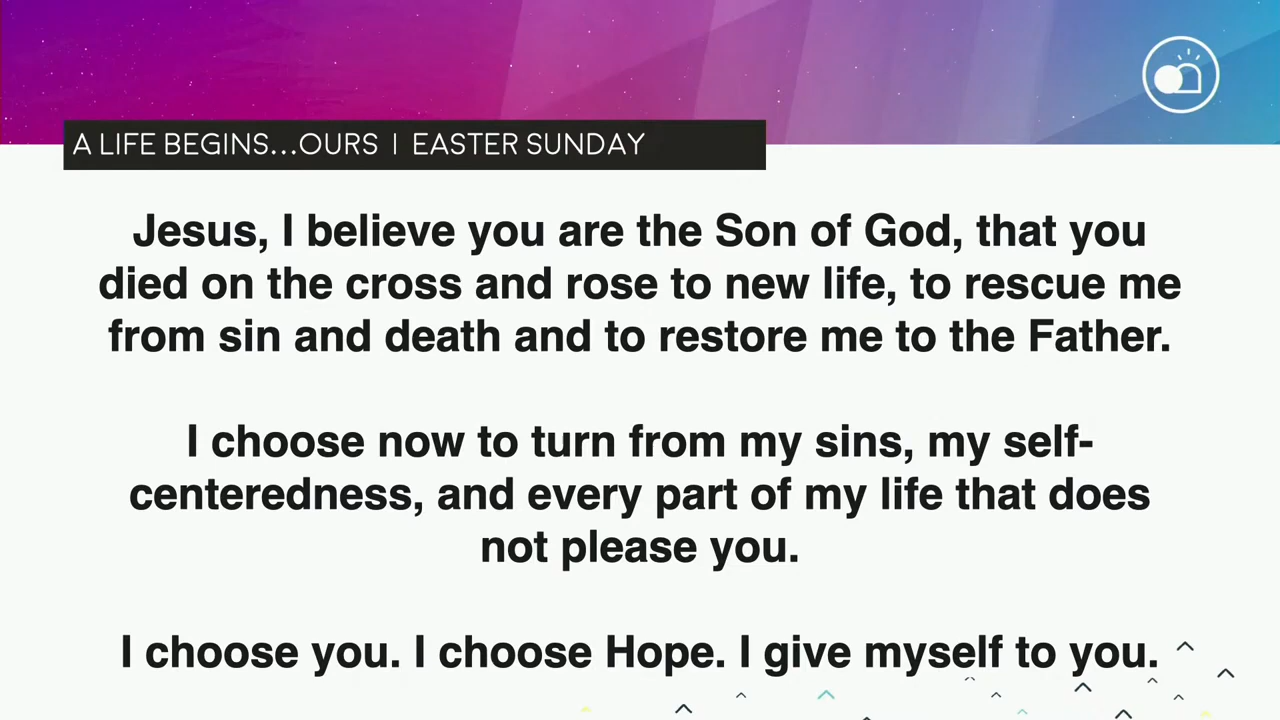 A LIFE BEGINS...OURS | EASTER SUNDAY
Jesus, I believe you are the Son of God, that you
died on the cross and rose to new life, to rescue me
from sin and death and to restore me to the Father.
I choose now to turn from my sins, my self-
centeredness, and every part of my life that does
not please you.
I choose you. I choose Hope. I give myself to you.